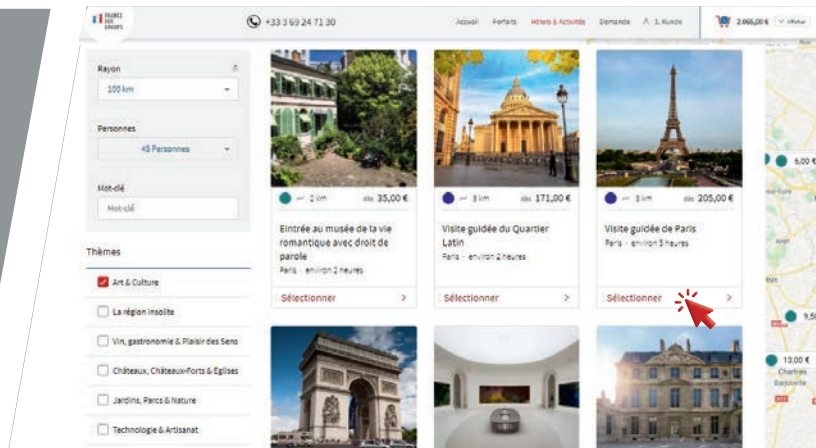 FRANCE
FOR
GROUPS
+33 3 69 24 71 30
Accueil Forfaits Hôtels & Activités Demande 1. Kunde
2.065,00 €
Rayon
100 km
Personnes
45 Personnes
Mot-clé
Mot-clé
Thèmes
Art & Culture
La région insolite
Vin, gastronomie & Plaisir des Sens
Châteaux, Châteaux-Forts & Églises
Jardins, Parcs & Nature
Technologie & Artisanat
2 km dès 35,00 €
Eintrée au musée de la vie
romantique avec droit de
parole
Paris - environ 2 heures
Sélectionner >
3 km dès 171,00 €
Visite guidée du Quartier
Latin
Paris - environ 2 heures
Sélectionner >
3 km dès 205,00 €
Visite guidée de Paris
Paris - environ 3 heures
Sélectionner >
6,00 €
9,50
13,00 €
Chartres